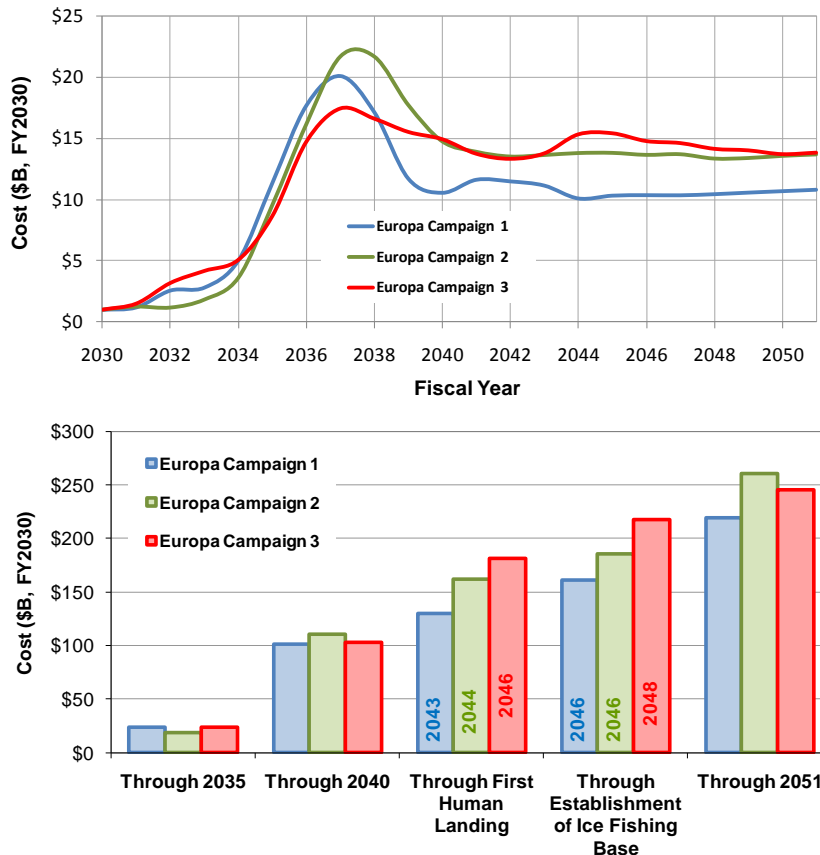 $25
$20
$15
$10
$5
$0
Cost ($B, FY2030)
Europa Campaign 1
Europa Campaign 2
Europa Campaign 3
2030 2032 2034 2036 2038 2040 2042 2044 2046 2048 2050
Fiscal Year
$300
$250
$200
$150
$100
$50
$0
Cost ($B, FY2030)
Europa Campaign 1
Europa Campaign 2
Europa Campaign 3
2043
2044
2046
2046
2046
2048
Through 2035
Through 2040
Through First
Human
Landing
Through
Establishment
of Ice Fishing
Base
Through 2051